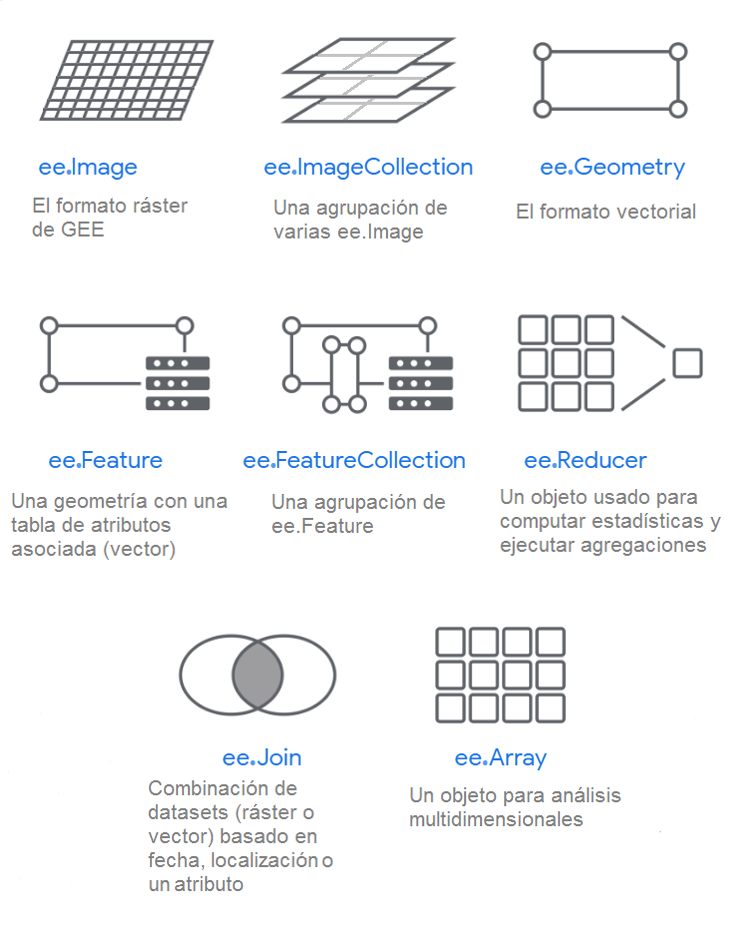 ee.Image
El formato ráster
de GEE
ee.ImageCollection
Una agrupación de
varias ee.Image
ee.Geometry
El formato vectorial
ee.Feature
Una geometría con una
tabla de atributos
asociada (vector)
ee.FeatureCollection
Una agrupación de
ee.Feature
ee.Reducer
Un objeto usado para
computar estadísticas y
ejecutar agregaciones
ee.Join
Combinación de
datasets (ráster o
vector) basado en
fecha, localización o
un atributo
ee.Array
Un objeto para análisis
multidimensionales